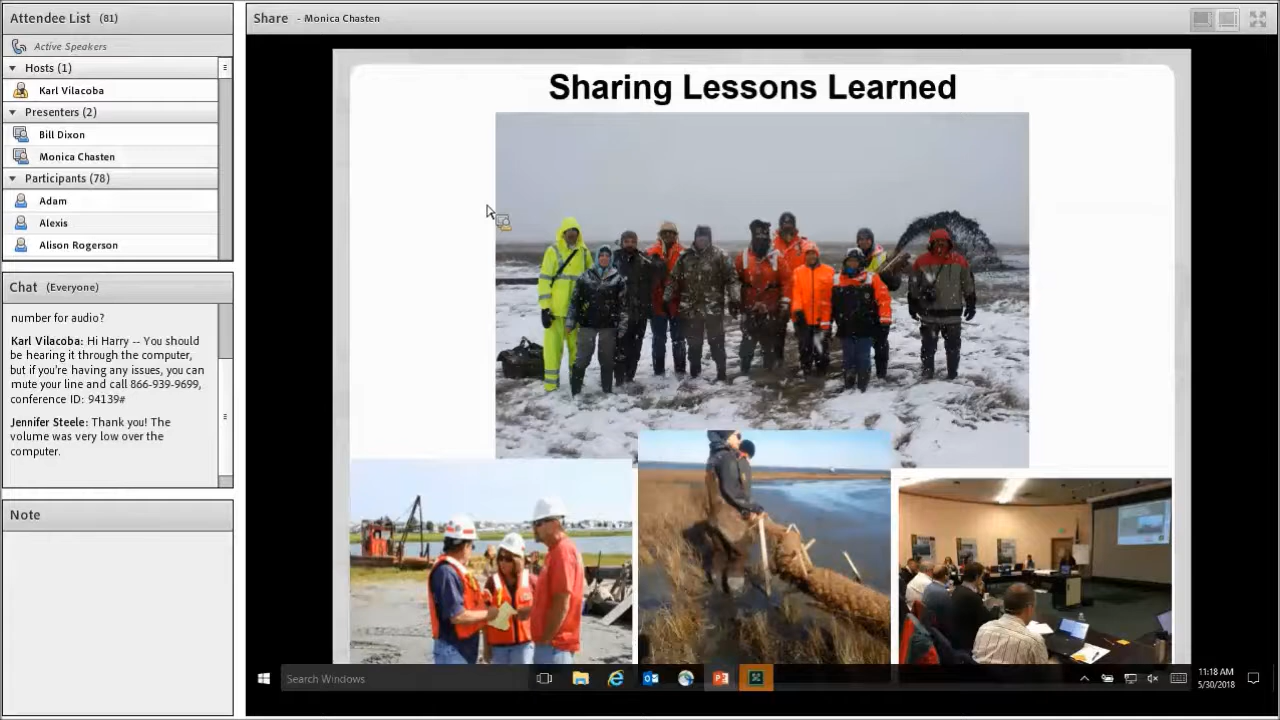 Attendee List (81)
Active Speakers
Hosts (1)
Karl Vilacoba
Presenters (2)
Bill Dixon
Monica Chasten
Participants (78)
Adam
Alexis
Alison Rogerson
Chat (Everyone)
number for audio?
Karl Vilacoba: Hi Harry -- You should
be hearing it through the computer,
but if you're having any issues, you can
mute your line and call 866-939-9699,
conference ID: 94139#
Jennifer Steele: Thank you! The
volume was very low over the
computer.
Note
Share - Monica Chasten
Sharing Lessons Learned
Search Windows
11:18 AM
5/30/2018